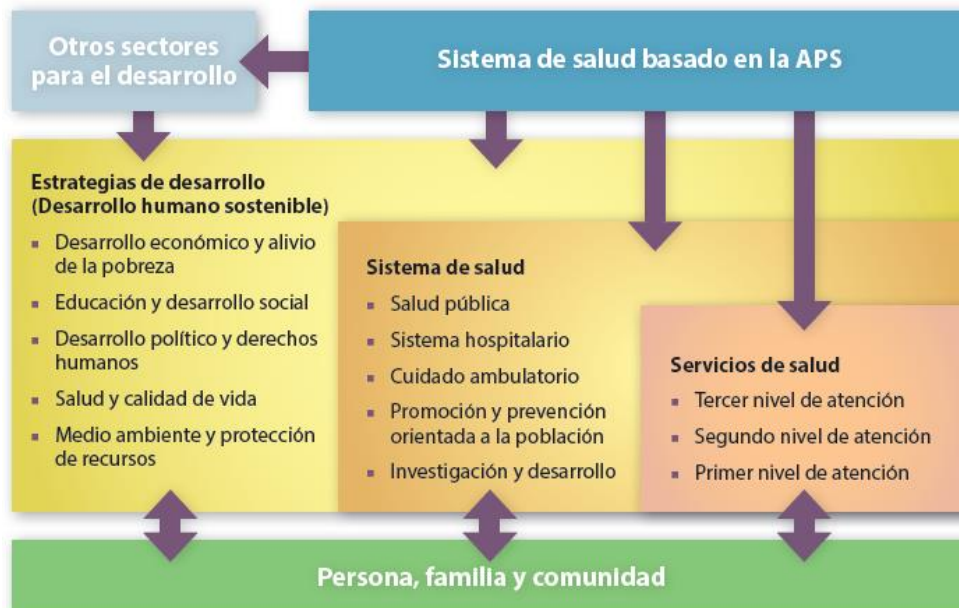 Otros sectores
para el desarrollo
Sistema de salud basado en la APS
Estrategias de desarrollo
(Desarrollo humano sostenible)
▪ Desarrollo económico y alivio
de la pobreza
▪ Educación y desarrollo social
▪ Desarrollo político y derechos
humanos
▪ Salud y calidad de vida
▪ Medio ambiente y protección
de recursos
Sistema de salud
▪ Salud pública
▪ Sistema hospitalario
▪ Cuidado ambulatorio
▪ Promoción y prevención
orientada a la población
▪ Investigación y desarrollo
Servicios de salud
▪ Tercer nivel de atención
▪ Segundo nivel de atención
▪ Primer nivel de atención
Persona, familia y comunidad